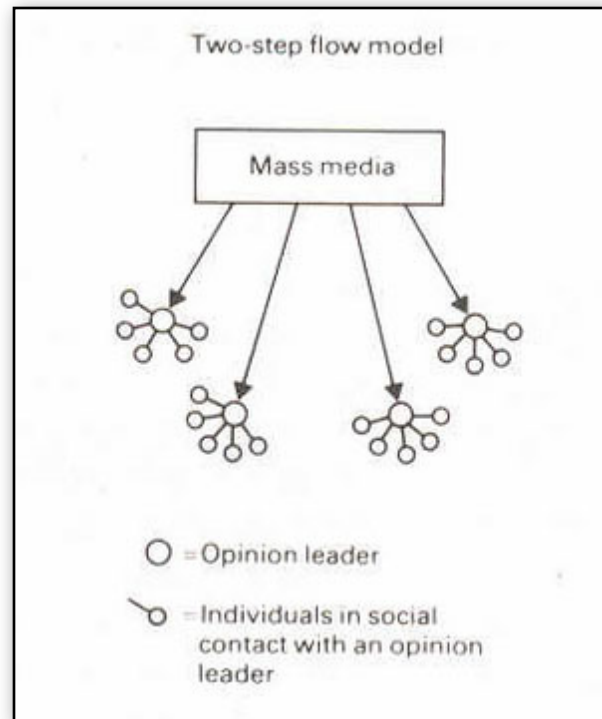 Two-step flow model
Mass media
= Opinion leader
= Individuals in social
contact with an opinion
leader